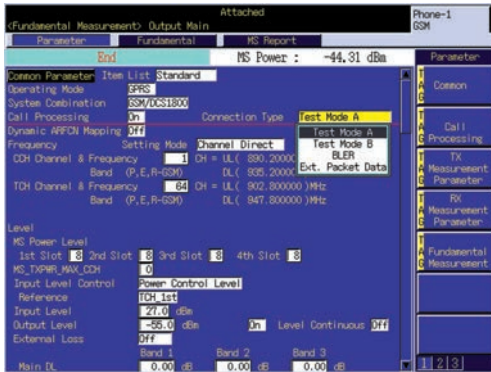 Attached
Phone-1
<Fundamental Measurement> Output Main
GSM
Parameter Fundamental MS Report
End MS Power : -44.31 dBm Parameter
Common Parameter Item List Standard
Operating Mode GPRS
System Combination GSM/DCS1800
Call Processing On Connection Type Test Mode A
Dynamic ARFCN Mapping Off
Test Mode A
Test Mode B
BLER
Ext. Packet Data
Frequency Setting Mode Channel Direct
CCH Channel & Frequency 1 CH = UL( 890.20000
Band (P,E,R-GSM) DL( 935.20000
TCH Channel & Frequency 64 CH = UL( 902.800000 )MHz
Band (P,E,R-GSM) DL( 947.800000 )MHz
Level
MS Power Level
1st Slot 8 2nd Slot 8 3rd Slot 8 4th Slot 8
MS_TXPWR_MAX_CCH 0
Input Level Control Power Control Level
Reference TCH_1st
Input Level 27.0 dBm
Output Level -55.0 dBm On Level Continuous Off
External Loss Off
Band 1 Band 2 Band 3
Main DL 0.00 dB 0.00 dB 0.00 dB
TAG Common
TAG Call Processing
TAG TX Measurement Parameter
TAG RX Measurement Parameter
TAG Fundamental Measurement
1 2 3